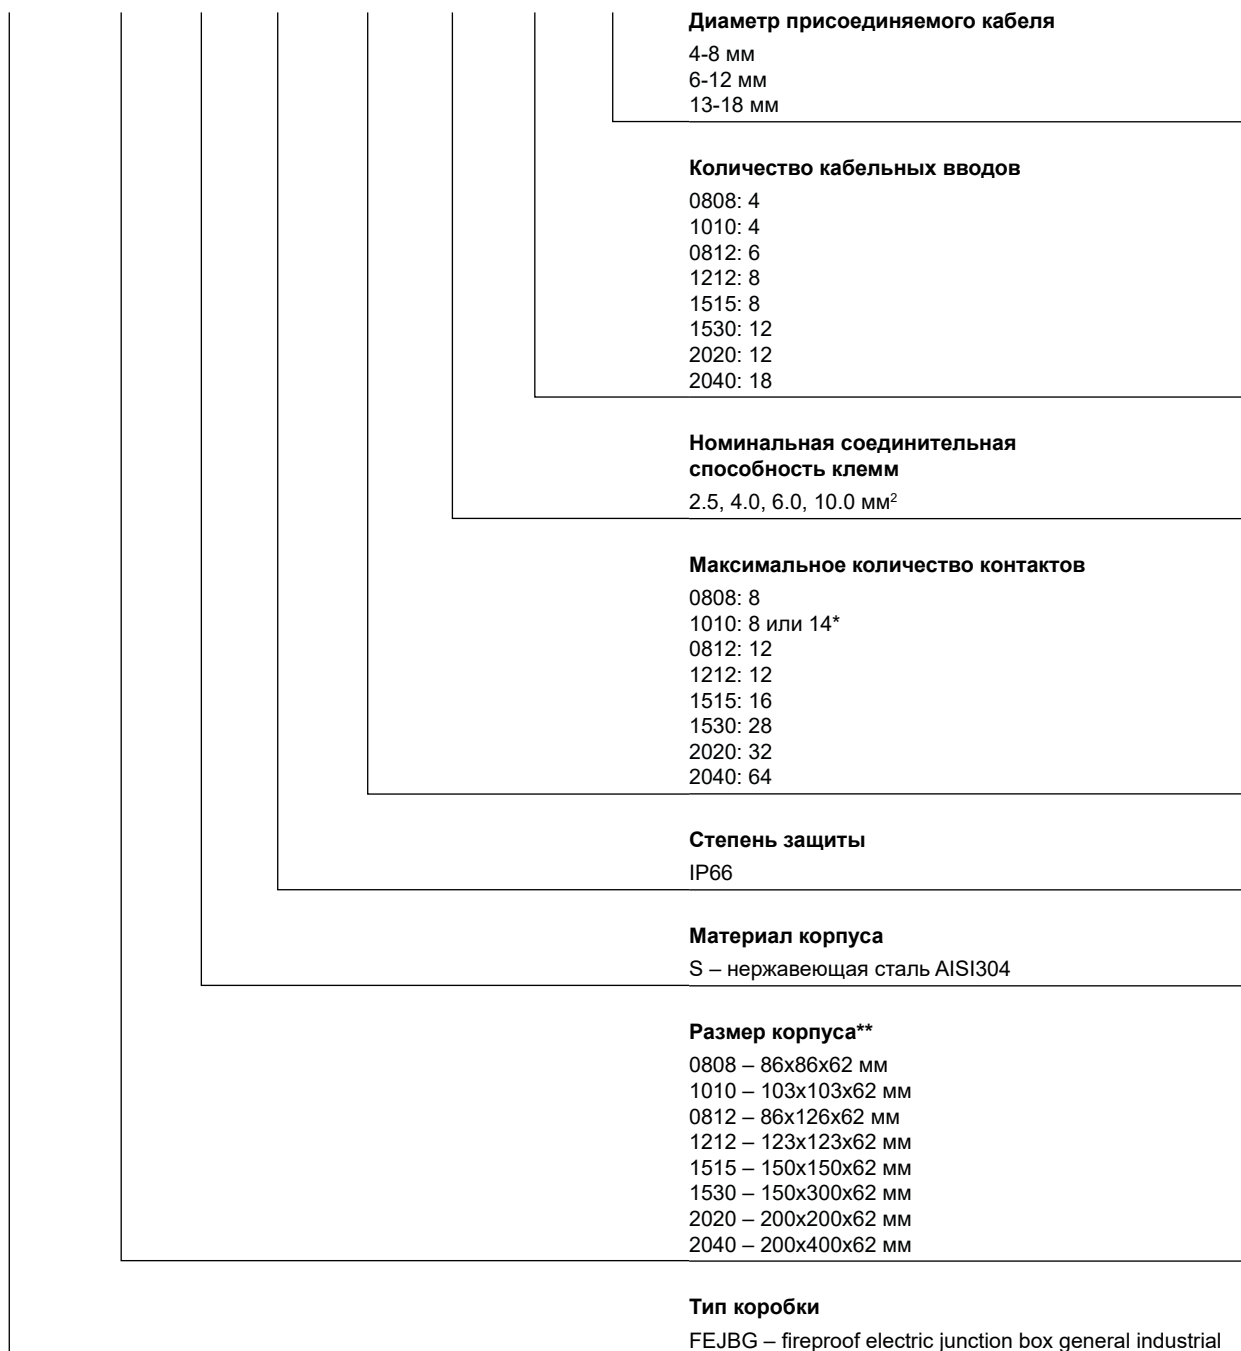 Диаметр присоединяемого кабеля
4-8 мм
6-12 мм
13-18 мм
Количество кабельных вводов
0808: 4
1010: 4
0812: 6
1212: 8
1515: 8
1530: 12
2020: 12
2040: 18
Номинальная соединительная
способность клемм
2.5, 4.0, 6.0, 10.0 мм²
Максимальное количество контактов
0808: 8
1010: 8 или 14*
0812: 12
1212: 12
1515: 16
1530: 28
2020: 32
2040: 64
Степень защиты
IP66
Материал корпуса
S – нержавеющая сталь AISI304
Размер корпуса**
0808 – 86x86x62 мм
1010 – 103x103x62 мм
0812 – 86x126x62 мм
1212 – 123x123x62 мм
1515 – 150x150x62 мм
1530 – 150x300x62 мм
2020 – 200x200x62 мм
2040 – 200x400x62 мм
Тип коробки
FEJBG – fireproof electric junction box general industrial